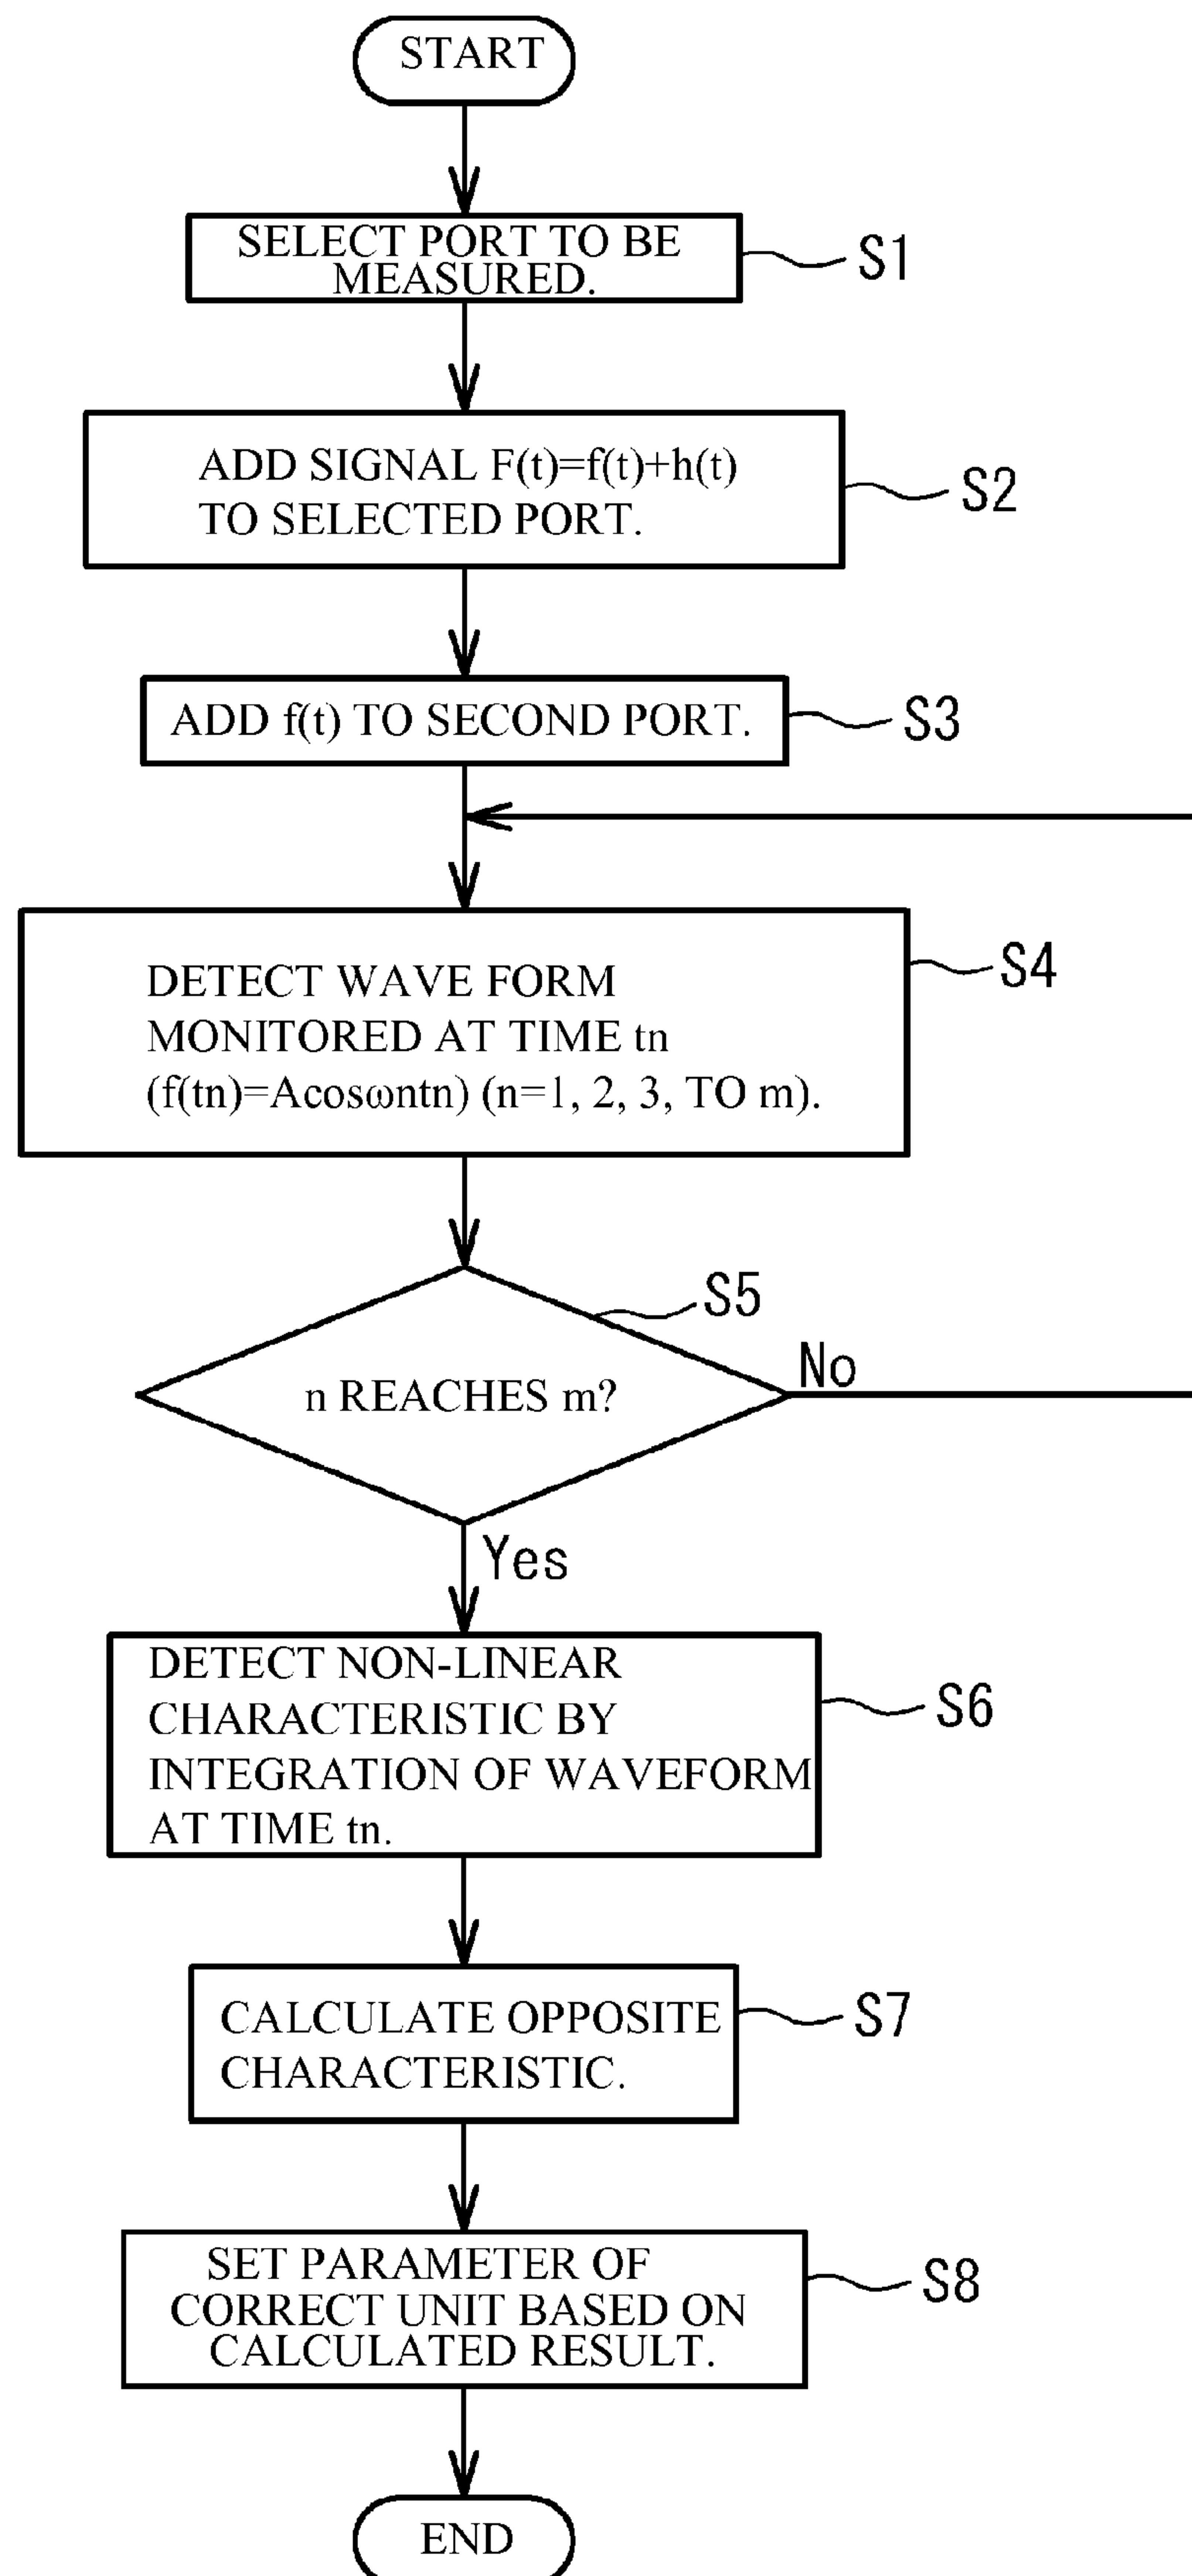 START
SELECT PORT TO BE
MEASURED.
S1
ADD SIGNAL F(t)=f(t)+h(t)
TO SELECTED PORT.
S2
ADD f(t) TO SECOND PORT.
S3
DETECT WAVE FORM
MONITORED AT TIME tn
(f(tn)=Acosωntn) (n=1, 2, 3, TO m).
S4
S5
n REACHES m?
No
Yes
DETECT NON-LINEAR
CHARACTERISTIC BY
INTEGRATION OF WAVEFORM
AT TIME tn.
S6
CALCULATE OPPOSITE
CHARACTERISTIC.
S7
SET PARAMETER OF
CORRECT UNIT BASED ON
CALCULATED RESULT.
S8
END